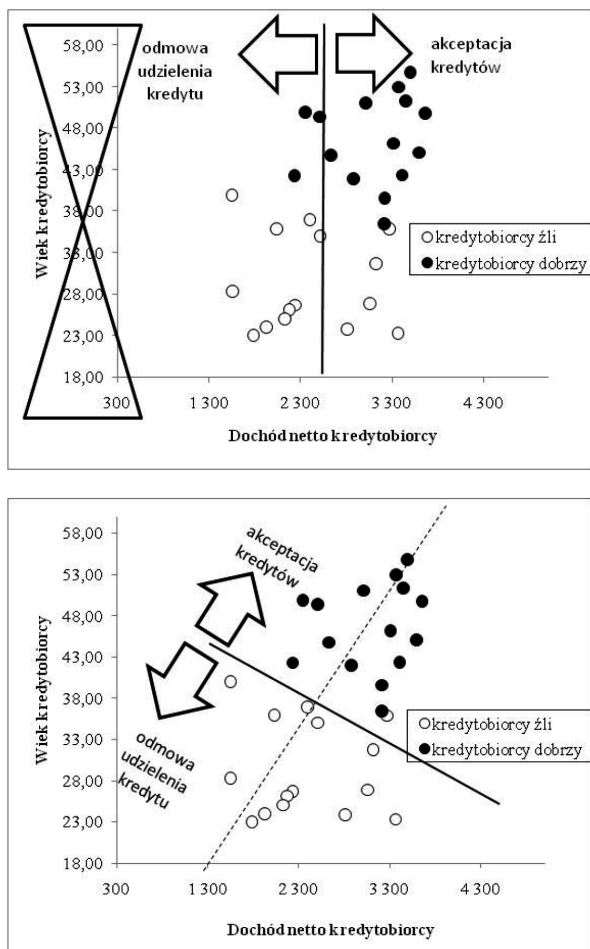 58,00
odmowa
udzielenia
kredytu
akceptacja
kredytów
53,00
48,00
43,00
38,00
33,00
28,00
23,00
18,00
Wiek kredytobiorcy
kredytobiorcy źli
kredytobiorcy dobrzy
300
1 300
2 300
3 300
4 300
Dochód netto kredytobiorcy
58,00
akceptacja
kredytów
53,00
48,00
43,00
38,00
33,00
28,00
23,00
18,00
Wiek kredytobiorcy
odmowa
udzielenia
kredytu
kredytobiorcy źli
kredytobiorcy dobrzy
300
1 300
2 300
3 300
4 300
Dochód netto kredytobiorcy